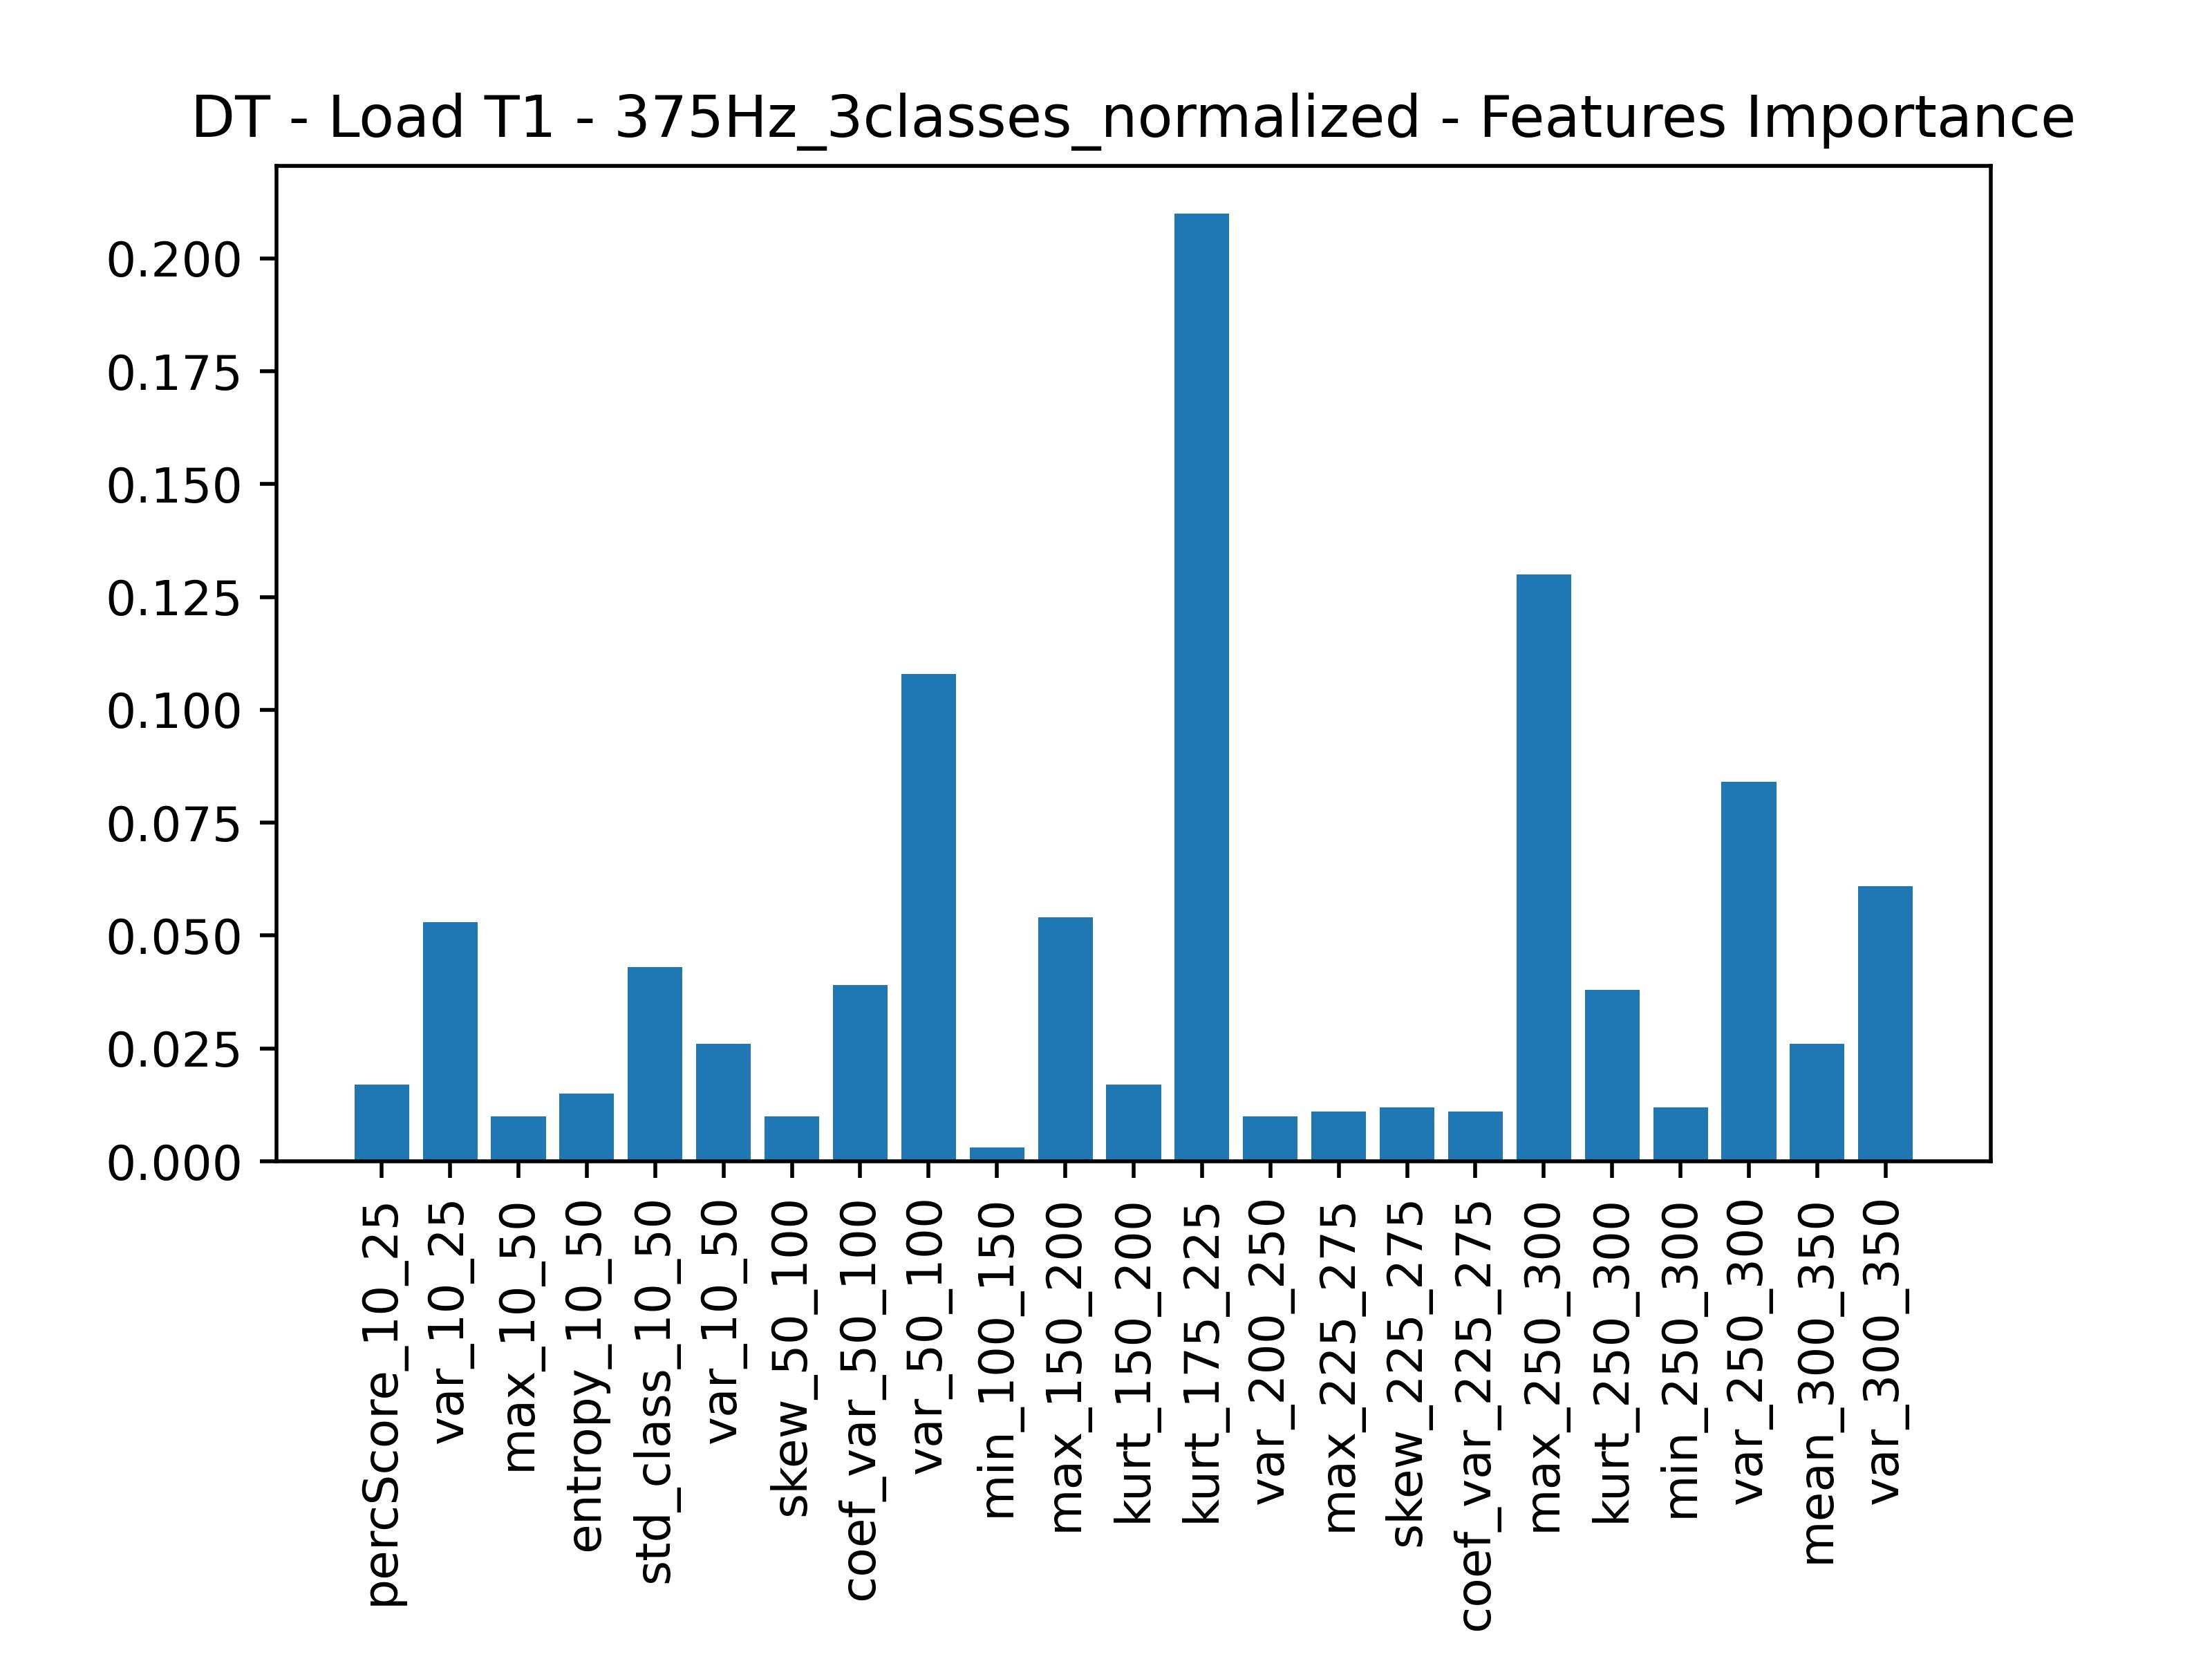 DT - Load T1 - 375Hz_3classes_normalized - Features Importance
0.200
0.175
0.150
0.125
0.100
0.075
0.050
0.025
0.000
percScore_10_25
var_10_25
max_10_50
entropy_10_50
std_class_10_50
var_10_50
skew_50_100
coef_var_50_100
var_50_100
min_100_150
max_150_200
kurt_150_200
kurt_175_225
var_200_250
max_225_275
skew_225_275
coef_var_225_275
max_250_300
kurt_250_300
min_250_300
var_250_300
mean_300_350
var_300_350